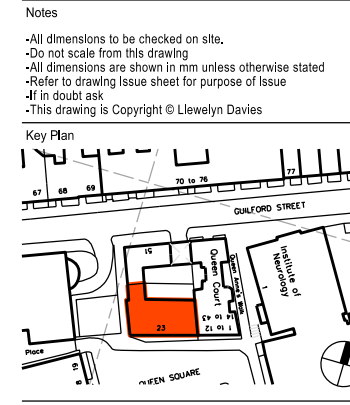 Notes
-All dimensions to be checked on site.
-Do not scale from this drawing
-All dimensions are shown in mm unless otherwise stated
-Refer to drawing issue sheet for purpose of issue
-If in doubt ask
-This drawing is Copyright © Llewelyn Davies
Key Plan
67
68
69
70 to 76
77
GUILFORD STREET
51
Queen Court
Queen Anne's Walk
1 to 12
14 to 43
Institute of
Neurology
1
23
Place
19
8
QUEEN SQUARE